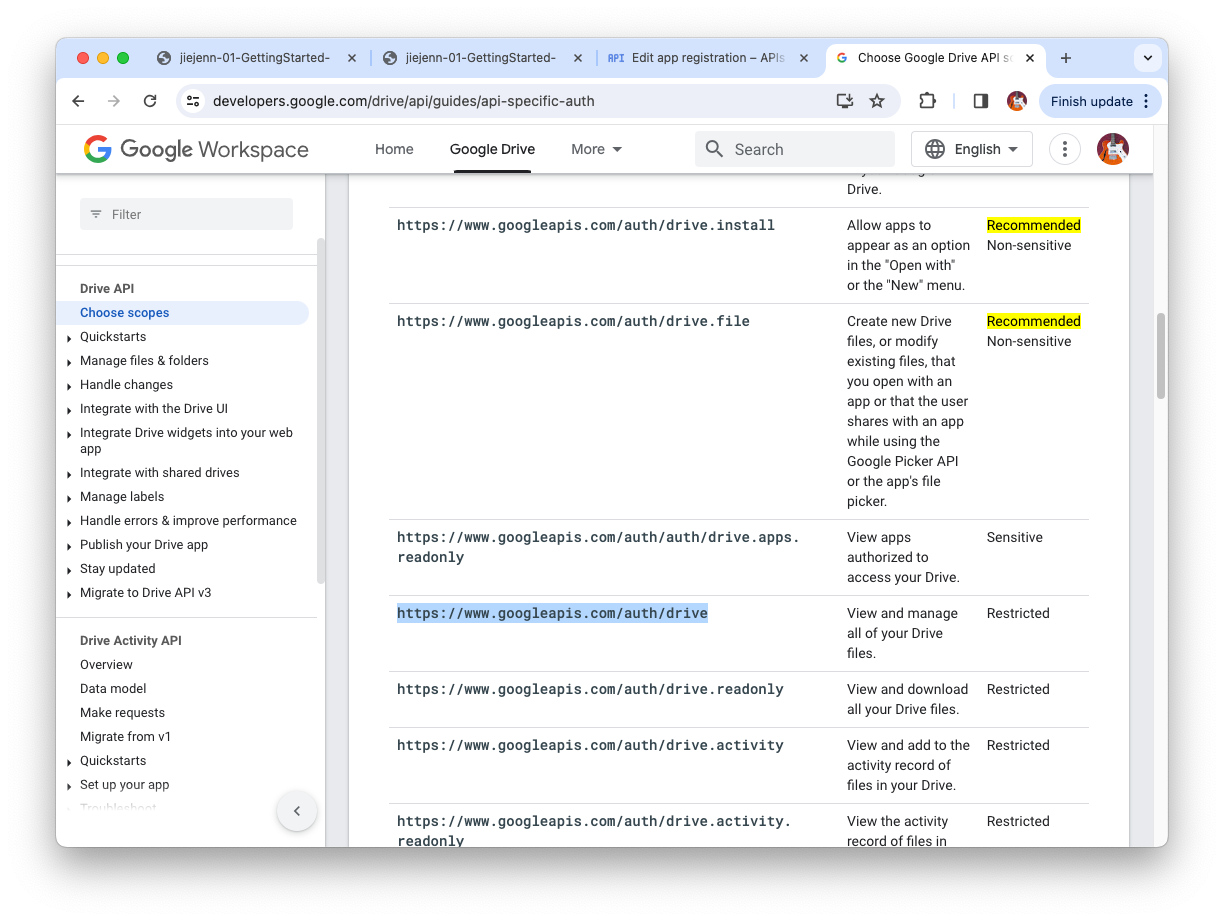 jiejenn-01-GettingStarted-
jiejenn-01-GettingStarted-
API Edit app registration – APIs
Choose Google Drive API sc
developers.google.com/drive/api/guides/api-specific-auth
Finish update
Google Workspace
Home
Google Drive
More
Search
English
Filter
Drive API
Choose scopes
Quickstarts
Manage files & folders
Handle changes
Integrate with the Drive UI
Integrate Drive widgets into your web
app
Integrate with shared drives
Manage labels
Handle errors & improve performance
Publish your Drive app
Stay updated
Migrate to Drive API v3
Drive Activity API
Overview
Data model
Make requests
Migrate from v1
Quickstarts
Set up your app
Troubleshoot
Drive.
https://www.googleapis.com/auth/drive.install
Allow apps to
appear as an option
in the "Open with"
or the "New" menu.
Recommended
Non-sensitive
https://www.googleapis.com/auth/drive.file
Create new Drive
files, or modify
existing files, that
you open with an
app or that the user
shares with an app
while using the
Google Picker API
or the app's file
picker.
Recommended
Non-sensitive
https://www.googleapis.com/auth/auth/drive.apps.
readonly
View apps
authorized to
access your Drive.
Sensitive
https://www.googleapis.com/auth/drive
View and manage
all of your Drive
files.
Restricted
https://www.googleapis.com/auth/drive.readonly
View and download
all your Drive files.
Restricted
https://www.googleapis.com/auth/drive.activity
View and add to the
activity record of
files in your Drive.
Restricted
https://www.googleapis.com/auth/drive.activity.
readonly
View the activity
record of files in
Restricted